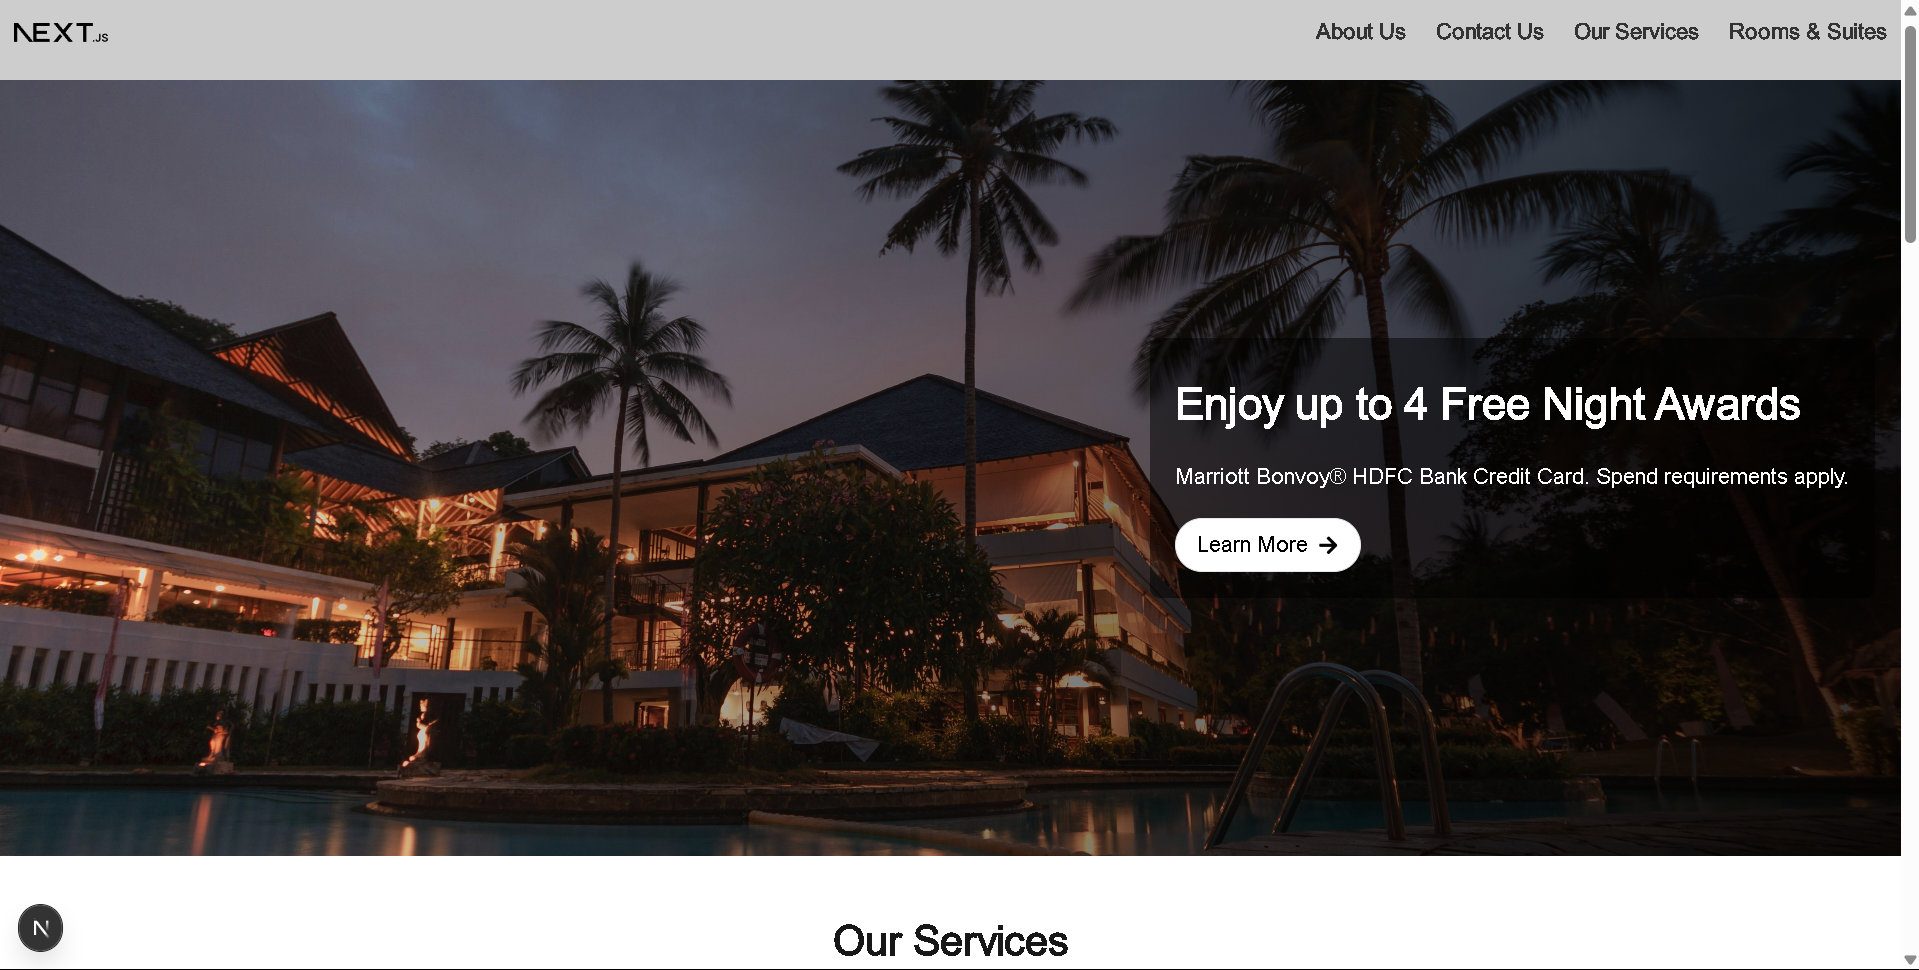 NEXT.JS
About Us
Contact Us
Our Services
Rooms & Suites
Enjoy up to 4 Free Night Awards
Marriott Bonvoy® HDFC Bank Credit Card. Spend requirements apply.
Learn More
Our Services
N